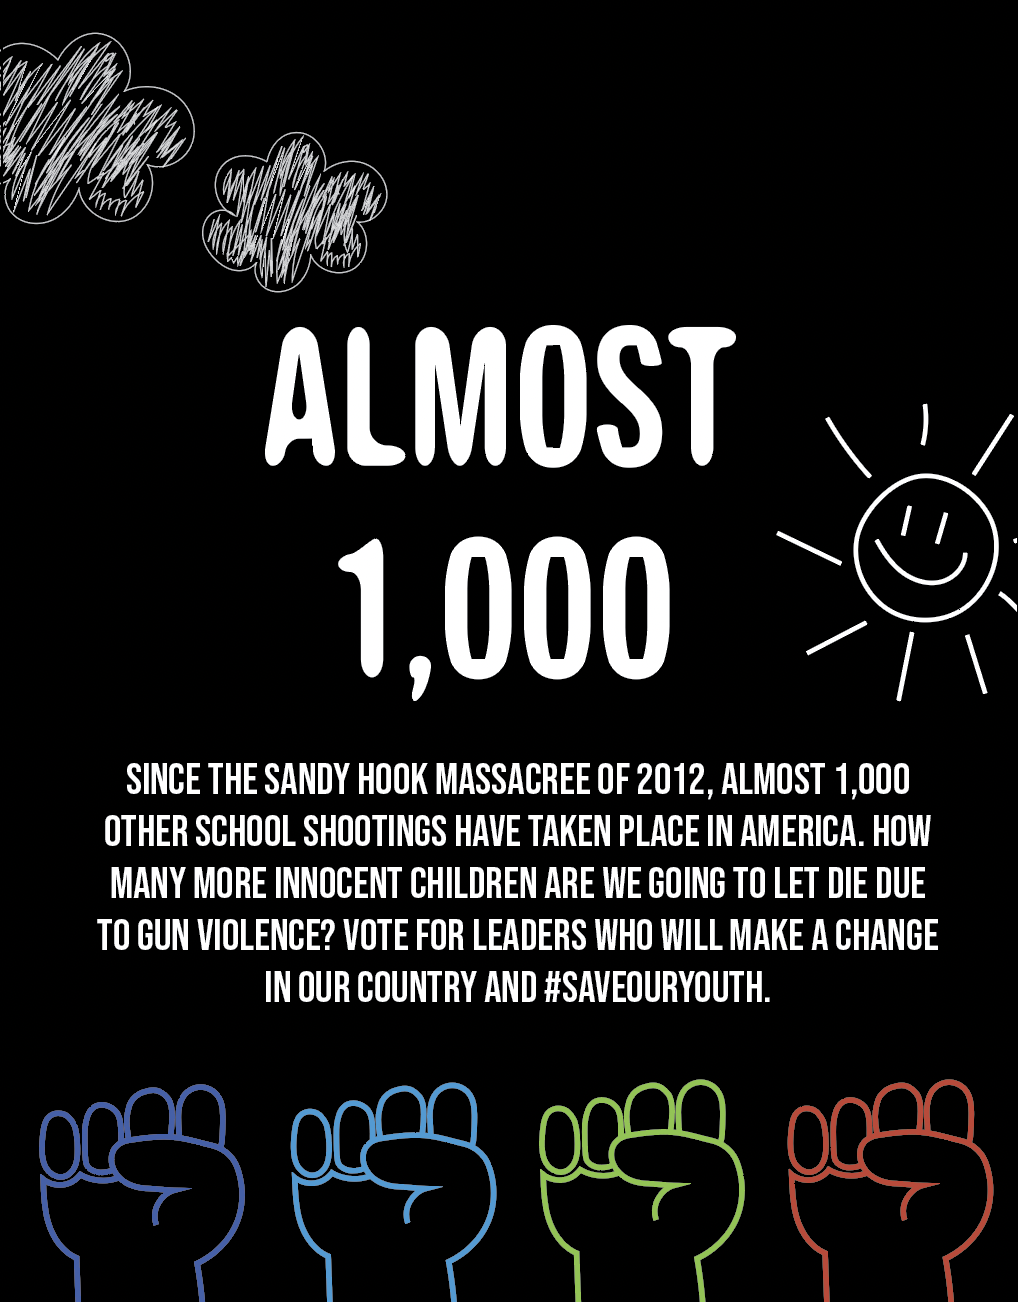 ALMOST
1,000
SINCE THE SANDY HOOK MASSACREE OF 2012, ALMOST 1,000
OTHER SCHOOL SHOOTINGS HAVE TAKEN PLACE IN AMERICA. HOW
MANY MORE INNOCENT CHILDREN ARE WE GOING TO LET DIE DUE
TO GUN VIOLENCE? VOTE FOR LEADERS WHO WILL MAKE A CHANGE
IN OUR COUNTRY AND #SAVEOURYOUTH.